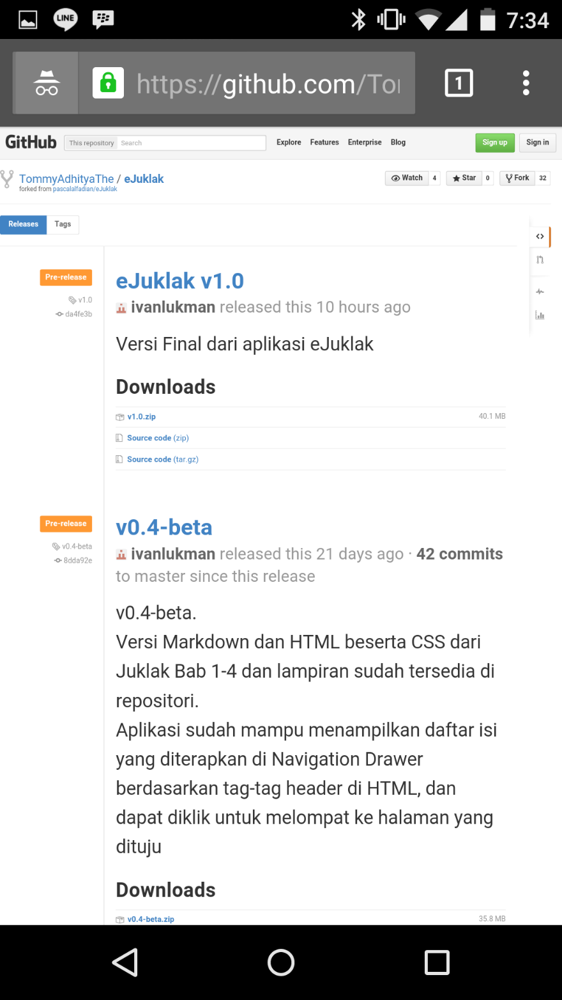 LINE
7:34
https://github.com/To
1
GitHub This repository Search Explore Features Enterprise Blog Sign up Sign in
TommyAdhityaThe / eJuklak Watch 4 Star 0 Fork 32
forked from pascalalfadian/eJuklak
Releases Tags
Pre-release
v1.0
da4fe3b
eJuklak v1.0
ivanlukman released this 10 hours ago
Versi Final dari aplikasi eJuklak
Downloads
v1.0.zip 40.1 MB
Source code (zip)
Source code (tar.gz)
Pre-release
v0.4-beta
8dda92e
v0.4-beta
ivanlukman released this 21 days ago · 42 commits
to master since this release
v0.4-beta.
Versi Markdown dan HTML beserta CSS dari
Juklak Bab 1-4 dan lampiran sudah tersedia di
repositori.
Aplikasi sudah mampu menampilkan daftar isi
yang diterapkan di Navigation Drawer
berdasarkan tag-tag header di HTML, dan
dapat diklik untuk melompat ke halaman yang
dituju
Downloads
v0.4-beta.zip 35.8 MB